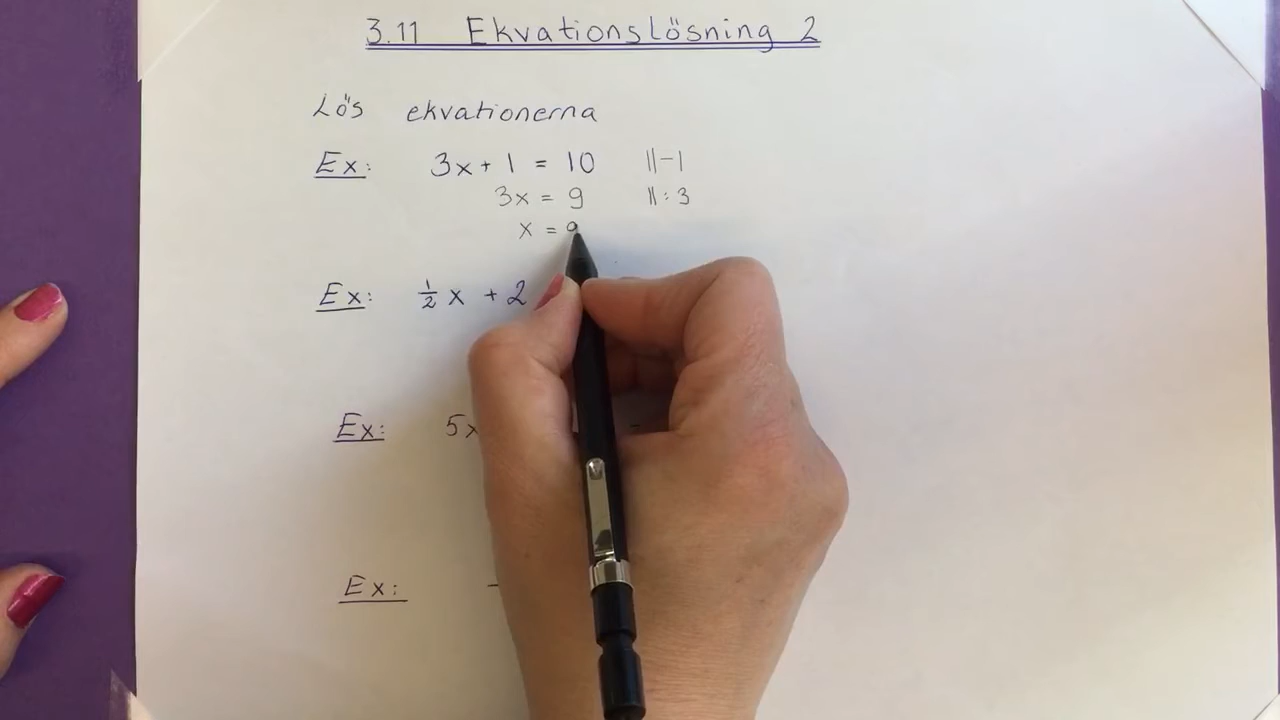 3.11 Ekvationslösning 2
Lös ekvationerna
Ex: 3x + 1 = 10 ||-1
3x = 9 ||: 3
x = 9
Ex: ½ x + 2
Ex: 5x -
Ex: -